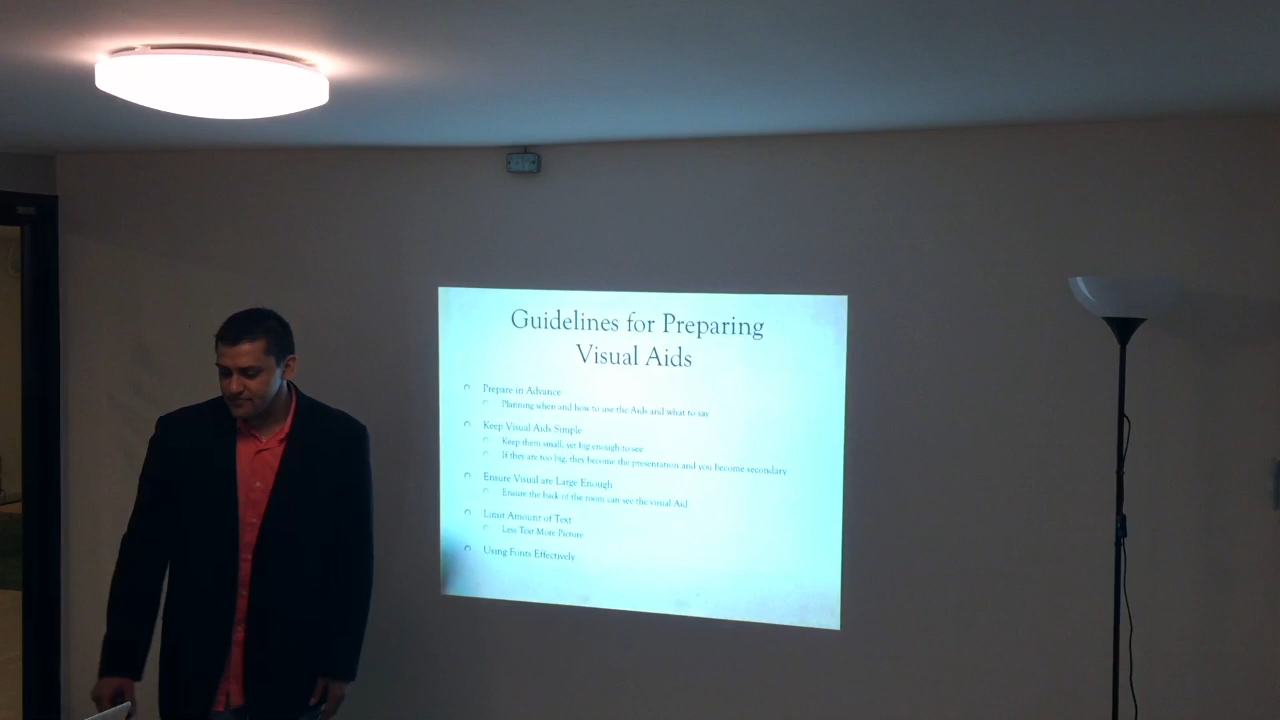 Guidelines for Preparing
Visual Aids
Prepare in Advance
Planning when and how to use the Aids and what to say
Keep Visual Aids Simple
Keep them small, yet big enough to see
If they are too big, they become the presentation and you become secondary
Ensure Visual are Large Enough
Ensure the back of the room can see the visual Aid
Limit Amount of Text
Less Text More Picture
Using Fonts Effectively